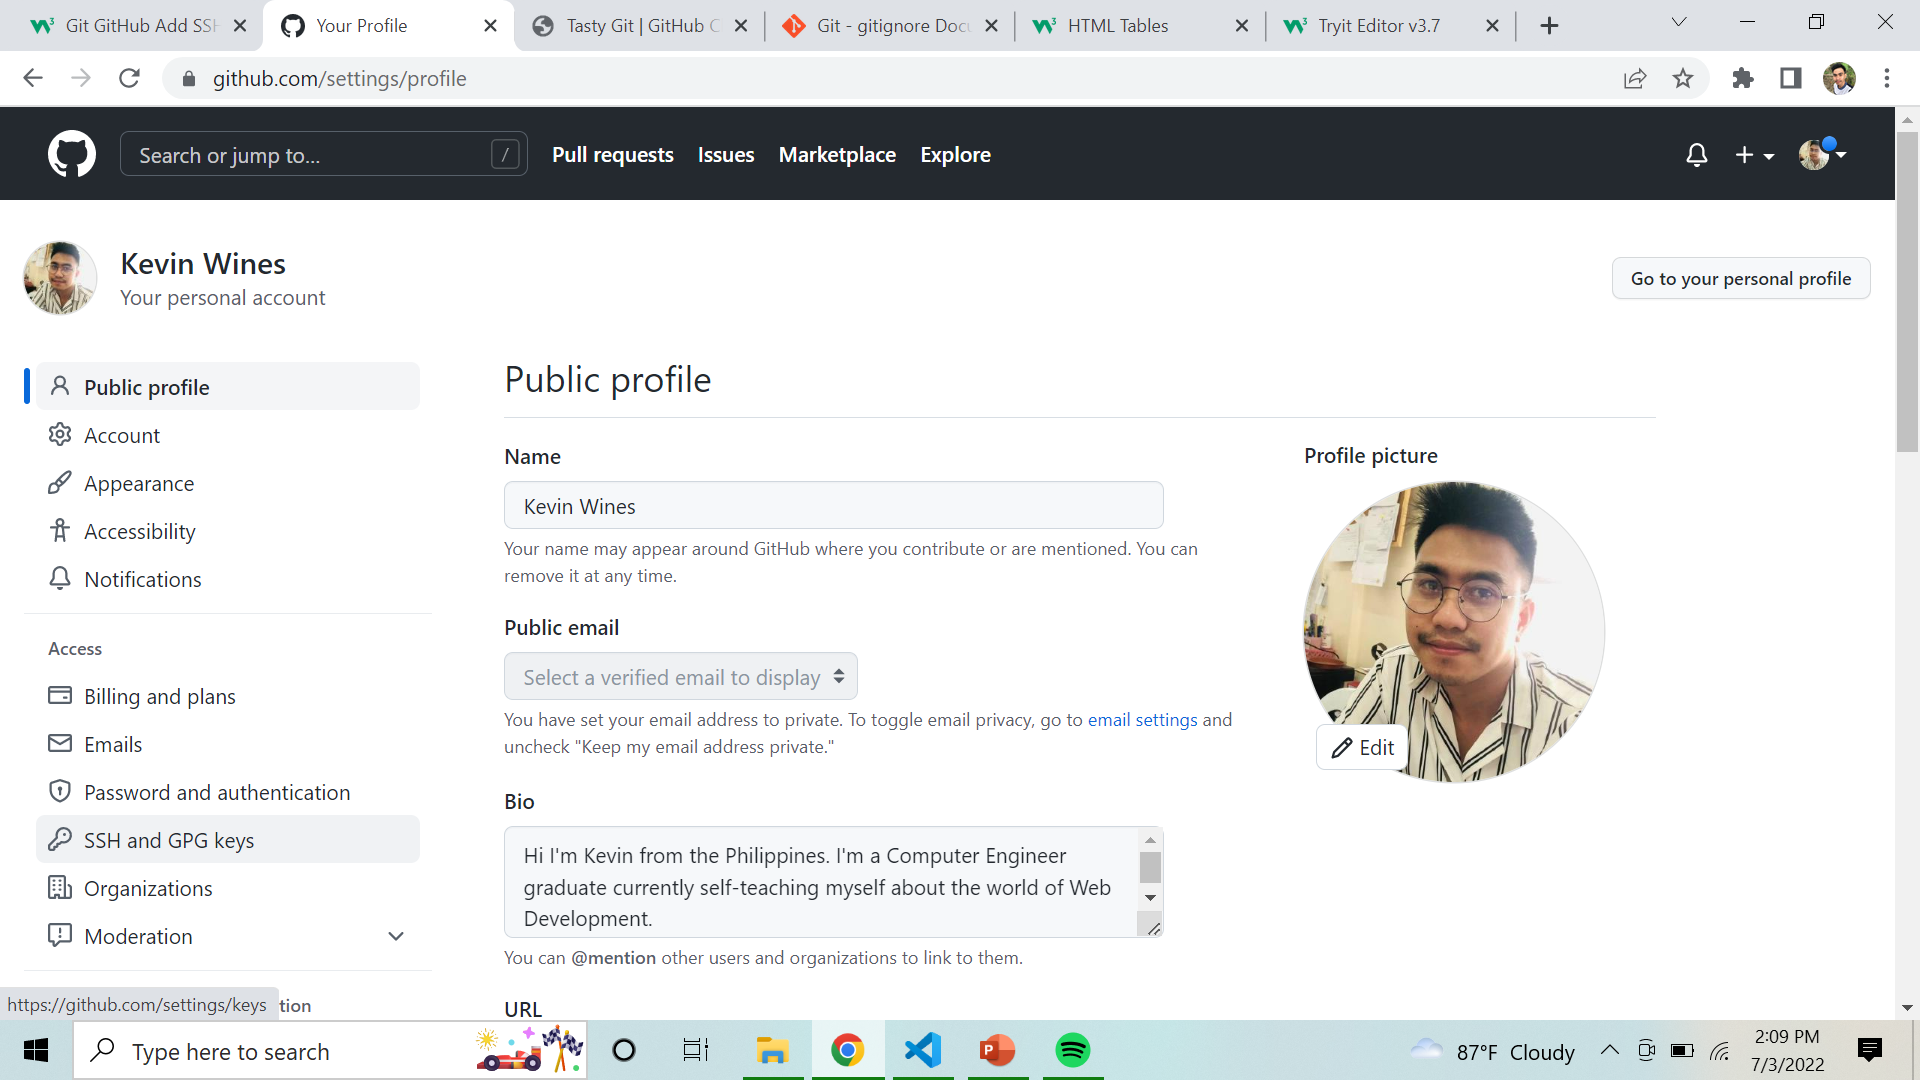 Git GitHub Add SSH
Your Profile
Tasty Git | GitHub C
Git - gitignore Docu
HTML Tables
Tryit Editor v3.7
github.com/settings/profile
Search or jump to...
/
Pull requests
Issues
Marketplace
Explore
Kevin Wines
Your personal account
Go to your personal profile
Public profile
Account
Appearance
Accessibility
Notifications
Access
Billing and plans
Emails
Password and authentication
SSH and GPG keys
Organizations
Moderation
https://github.com/settings/keys
tion
Public profile
Name
Kevin Wines
Your name may appear around GitHub where you contribute or are mentioned. You can
remove it at any time.
Public email
Select a verified email to display
You have set your email address to private. To toggle email privacy, go to email settings and
uncheck "Keep my email address private."
Bio
Hi I'm Kevin from the Philippines. I'm a Computer Engineer
graduate currently self-teaching myself about the world of Web
Development.
You can @mention other users and organizations to link to them.
URL
Profile picture
Edit
Type here to search
87°F Cloudy
2:09 PM
7/3/2022